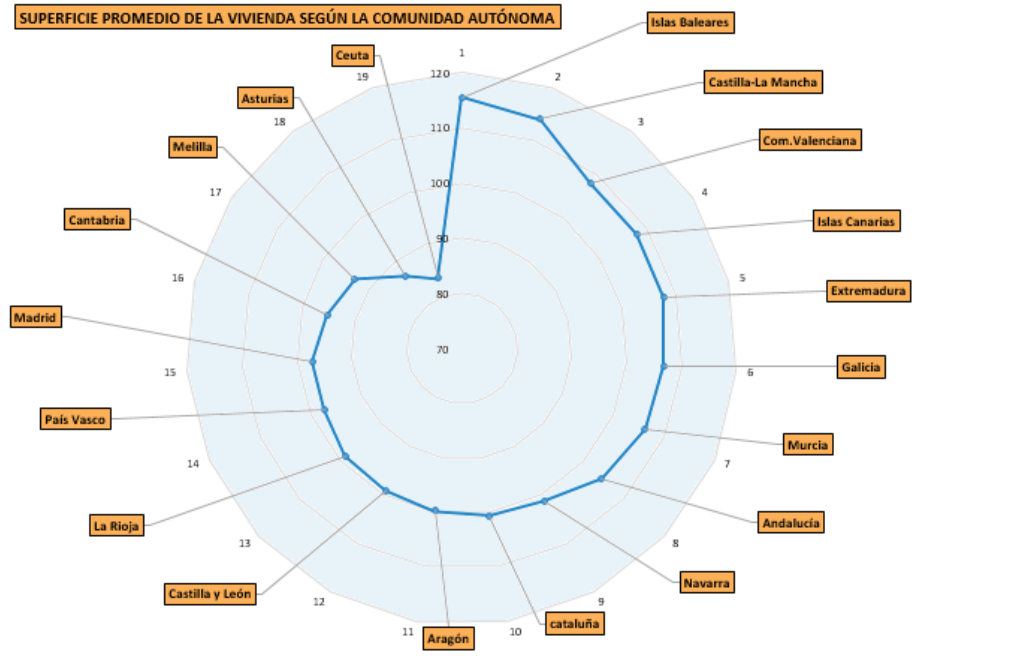 SUPERFICIE PROMEDIO DE LA VIVIENDA SEGÚN LA COMUNIDAD AUTÓNOMA
Islas Baleares
Castilla-La Mancha
Com.Valenciana
Islas Canarias
Extremadura
Galicia
Murcia
Andalucía
Navarra
cataluña
Aragón
Castilla y León
La Rioja
País Vasco
Madrid
Cantabria
Melilla
Asturias
Ceuta
1
2
3
4
5
6
7
8
9
10
11
12
13
14
15
16
17
18
19
120
110
100
90
80
70